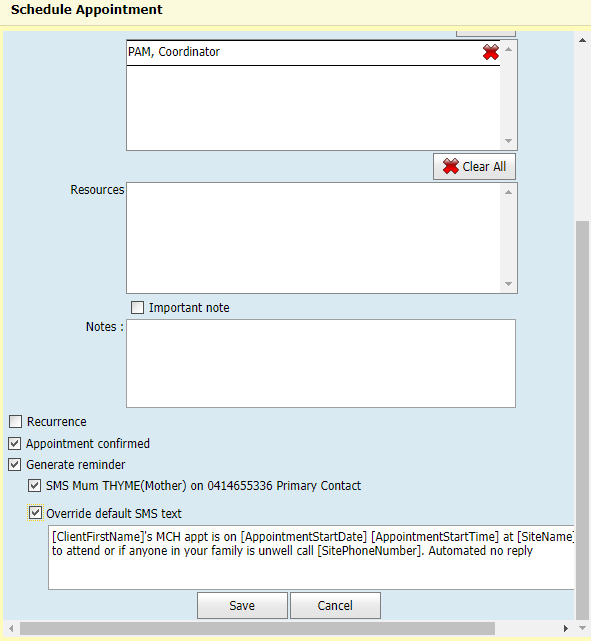 Schedule Appointment
PAM, Coordinator
Clear All
Resources
Important note
Notes :
Recurrence
Appointment confirmed
Generate reminder
SMS Mum THYME(Mother) on 0414655336 Primary Contact
Override default SMS text
[ClientFirstName]'s MCH appt is on [AppointmentStartDate] [AppointmentStartTime] at [SiteName]
to attend or if anyone in your family is unwell call [SitePhoneNumber]. Automated no reply
Save Cancel